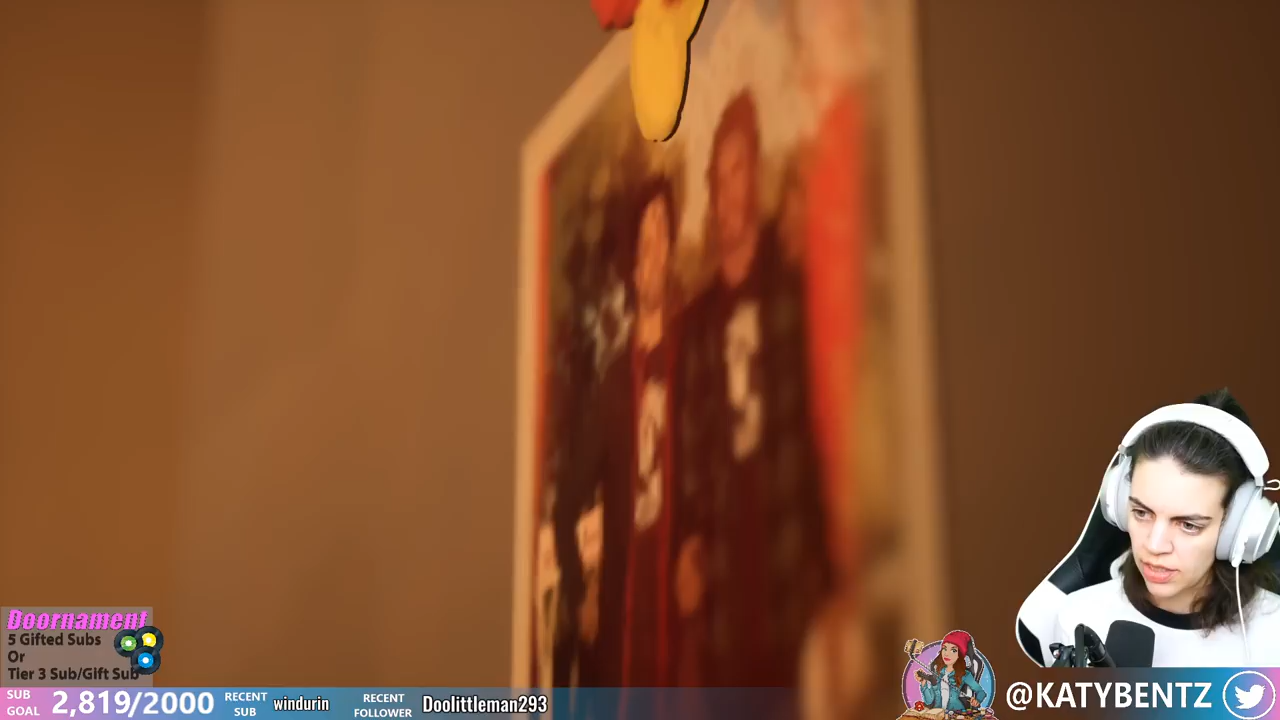 Doornament
5 Gifted Subs
Or
Tier 3 Sub/Gift Sub
SUB GOAL 2,819/2000 RECENT SUB windurin RECENT FOLLOWER Doolittleman293
@KATYBENTZ